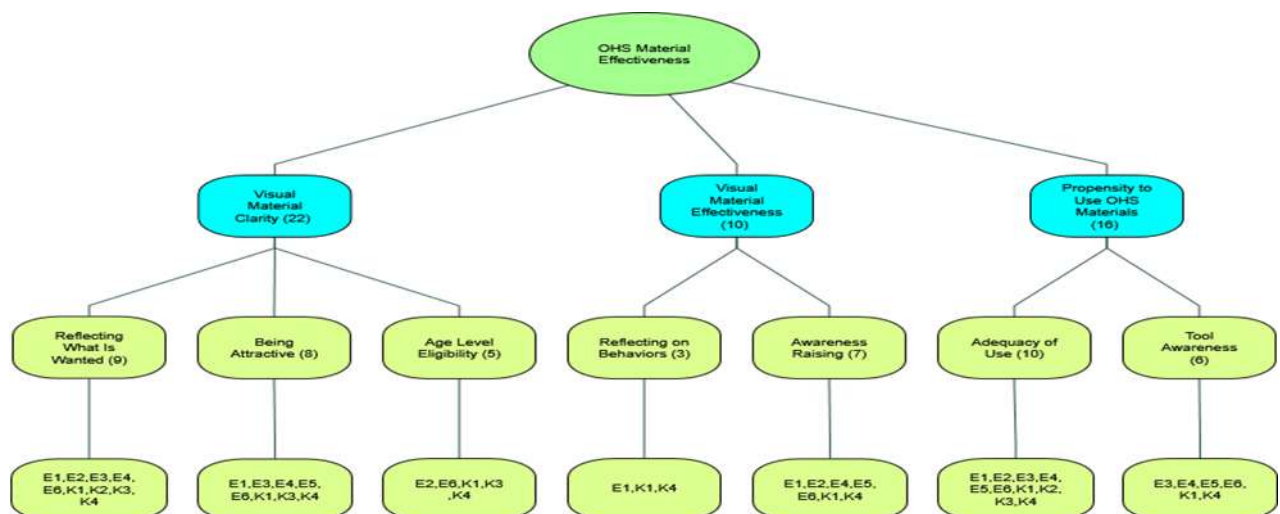 OHS Material
Effectiveness
Visual
Material
Clarity (22)
Visual
Material
Effectiveness
(10)
Propensity to
Use OHS
Materials
(16)
Reflecting
What Is
Wanted (9)
Being
Attractive (8)
Age Level
Eligibility (5)
Reflecting on
Behaviors (3)
Awareness
Raising (7)
Adequacy of
Use (10)
Tool
Awareness
(6)
E1,E2,E3,E4,
E6,K1,K2,K3,
K4
E1,E3,E4,E5,
E6,K1,K3,K4
E2,E6,K1,K3
,K4
E1,K1,K4
E1,E2,E4,E5,
E6,K1,K4
E1,E2,E3,E4,
E5,E6,K1,K2,
K3,K4
E3,E4,E5,E6,
K1,K4